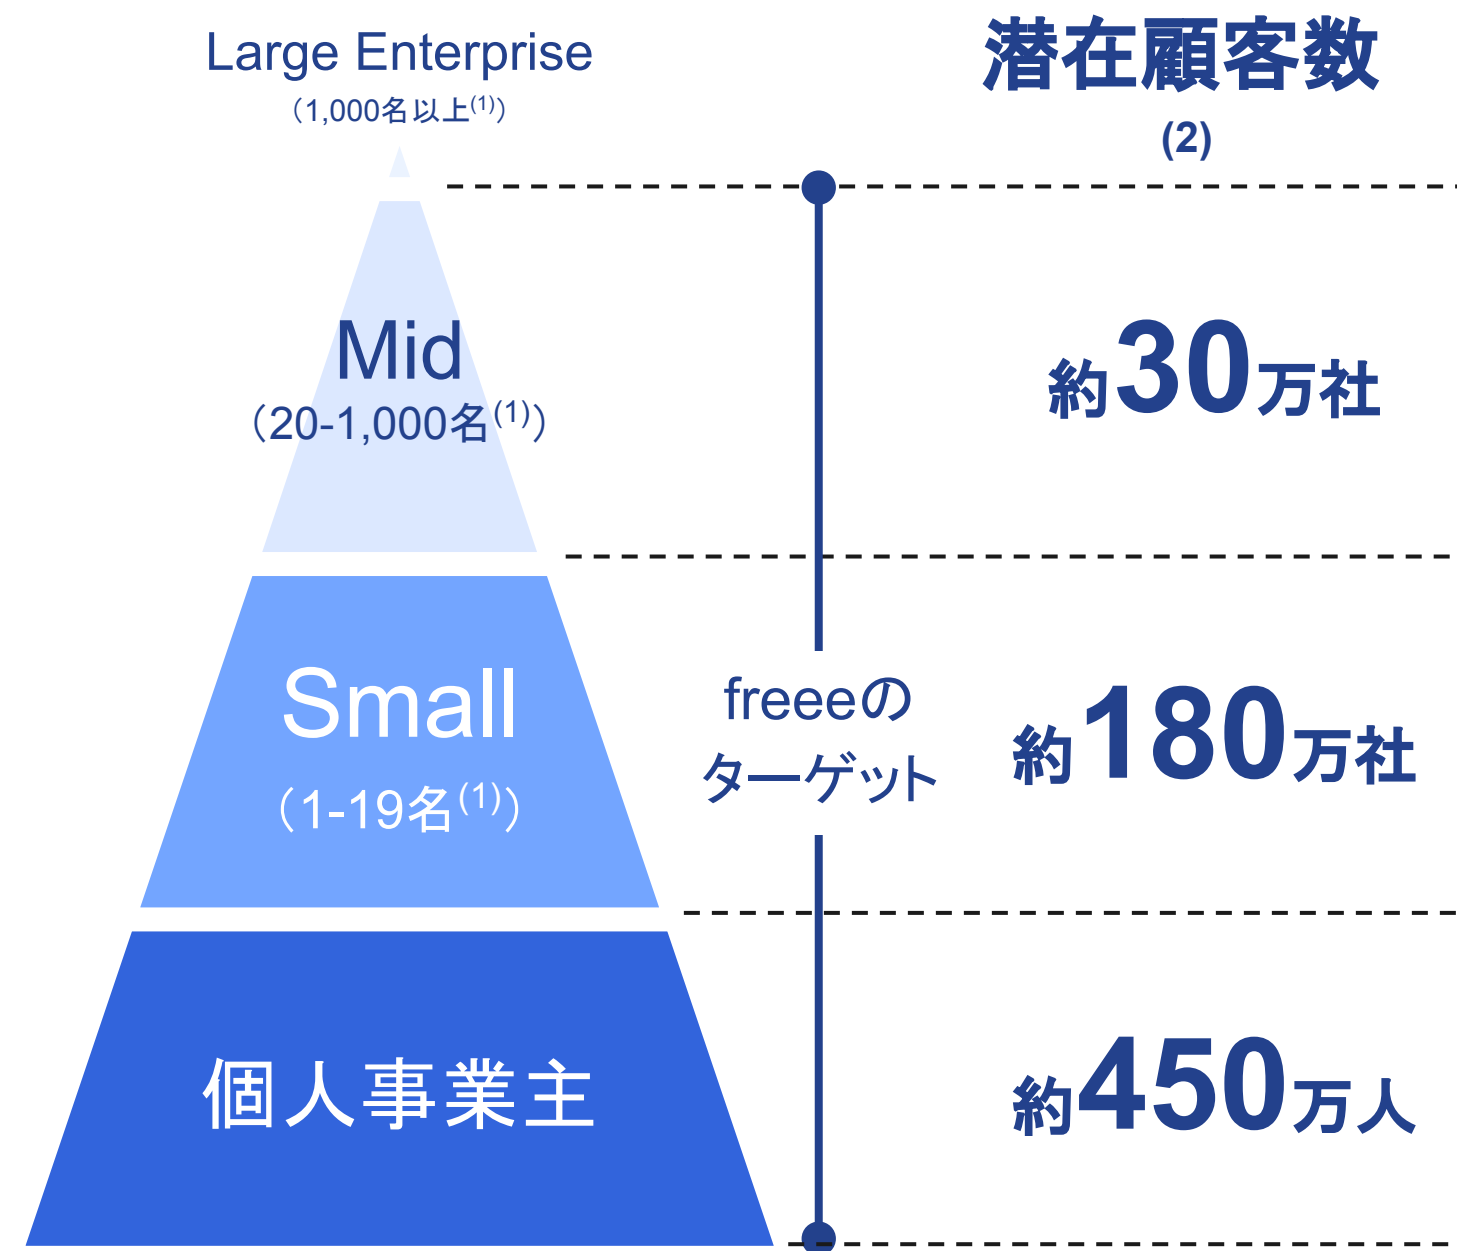 Large Enterprise
（1,000名以上(1)）
潜在顧客数
(2)
Mid
（20-1,000名(1)）
約30万社
Small
（1-19名(1)）
freeeの
ターゲット
約180万社
個人事業主
約450万人